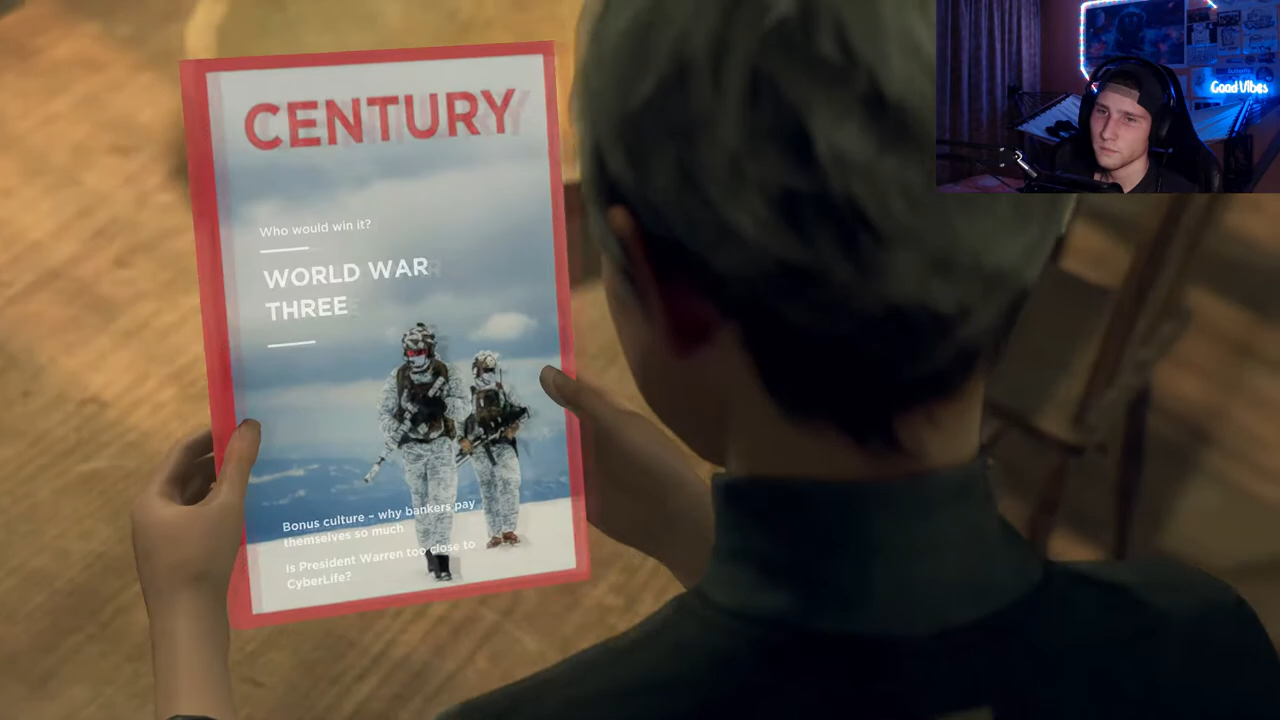 CENTURY
Who would win it?
WORLD WAR
THREE
Bonus culture – why bankers pay
themselves so much
Is President Warren too close to
CyberLife?
Good Vibes